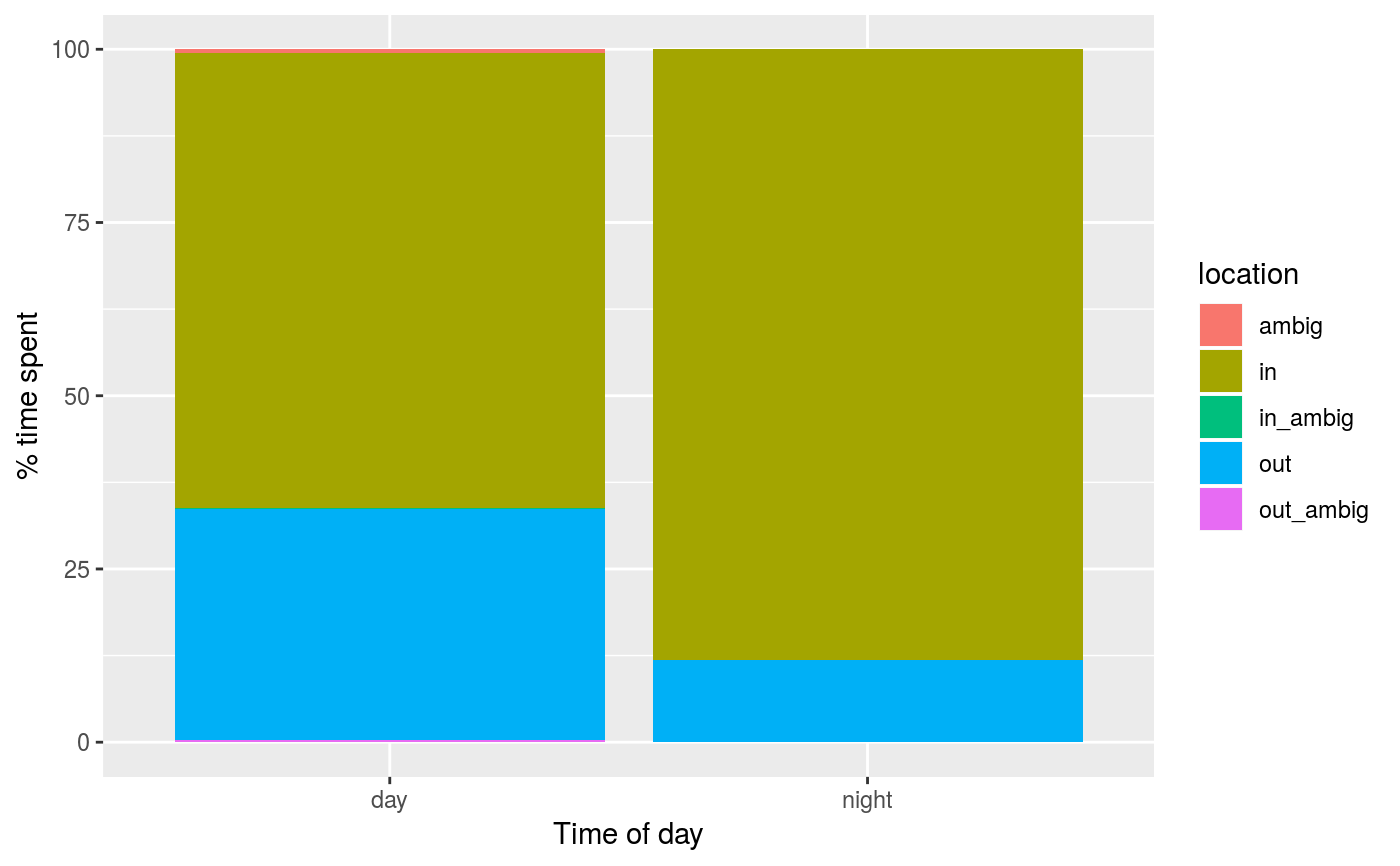 100
75
50
25
0
% time spent
day
night
Time of day
location
ambig
in
in_ambig
out
out_ambig